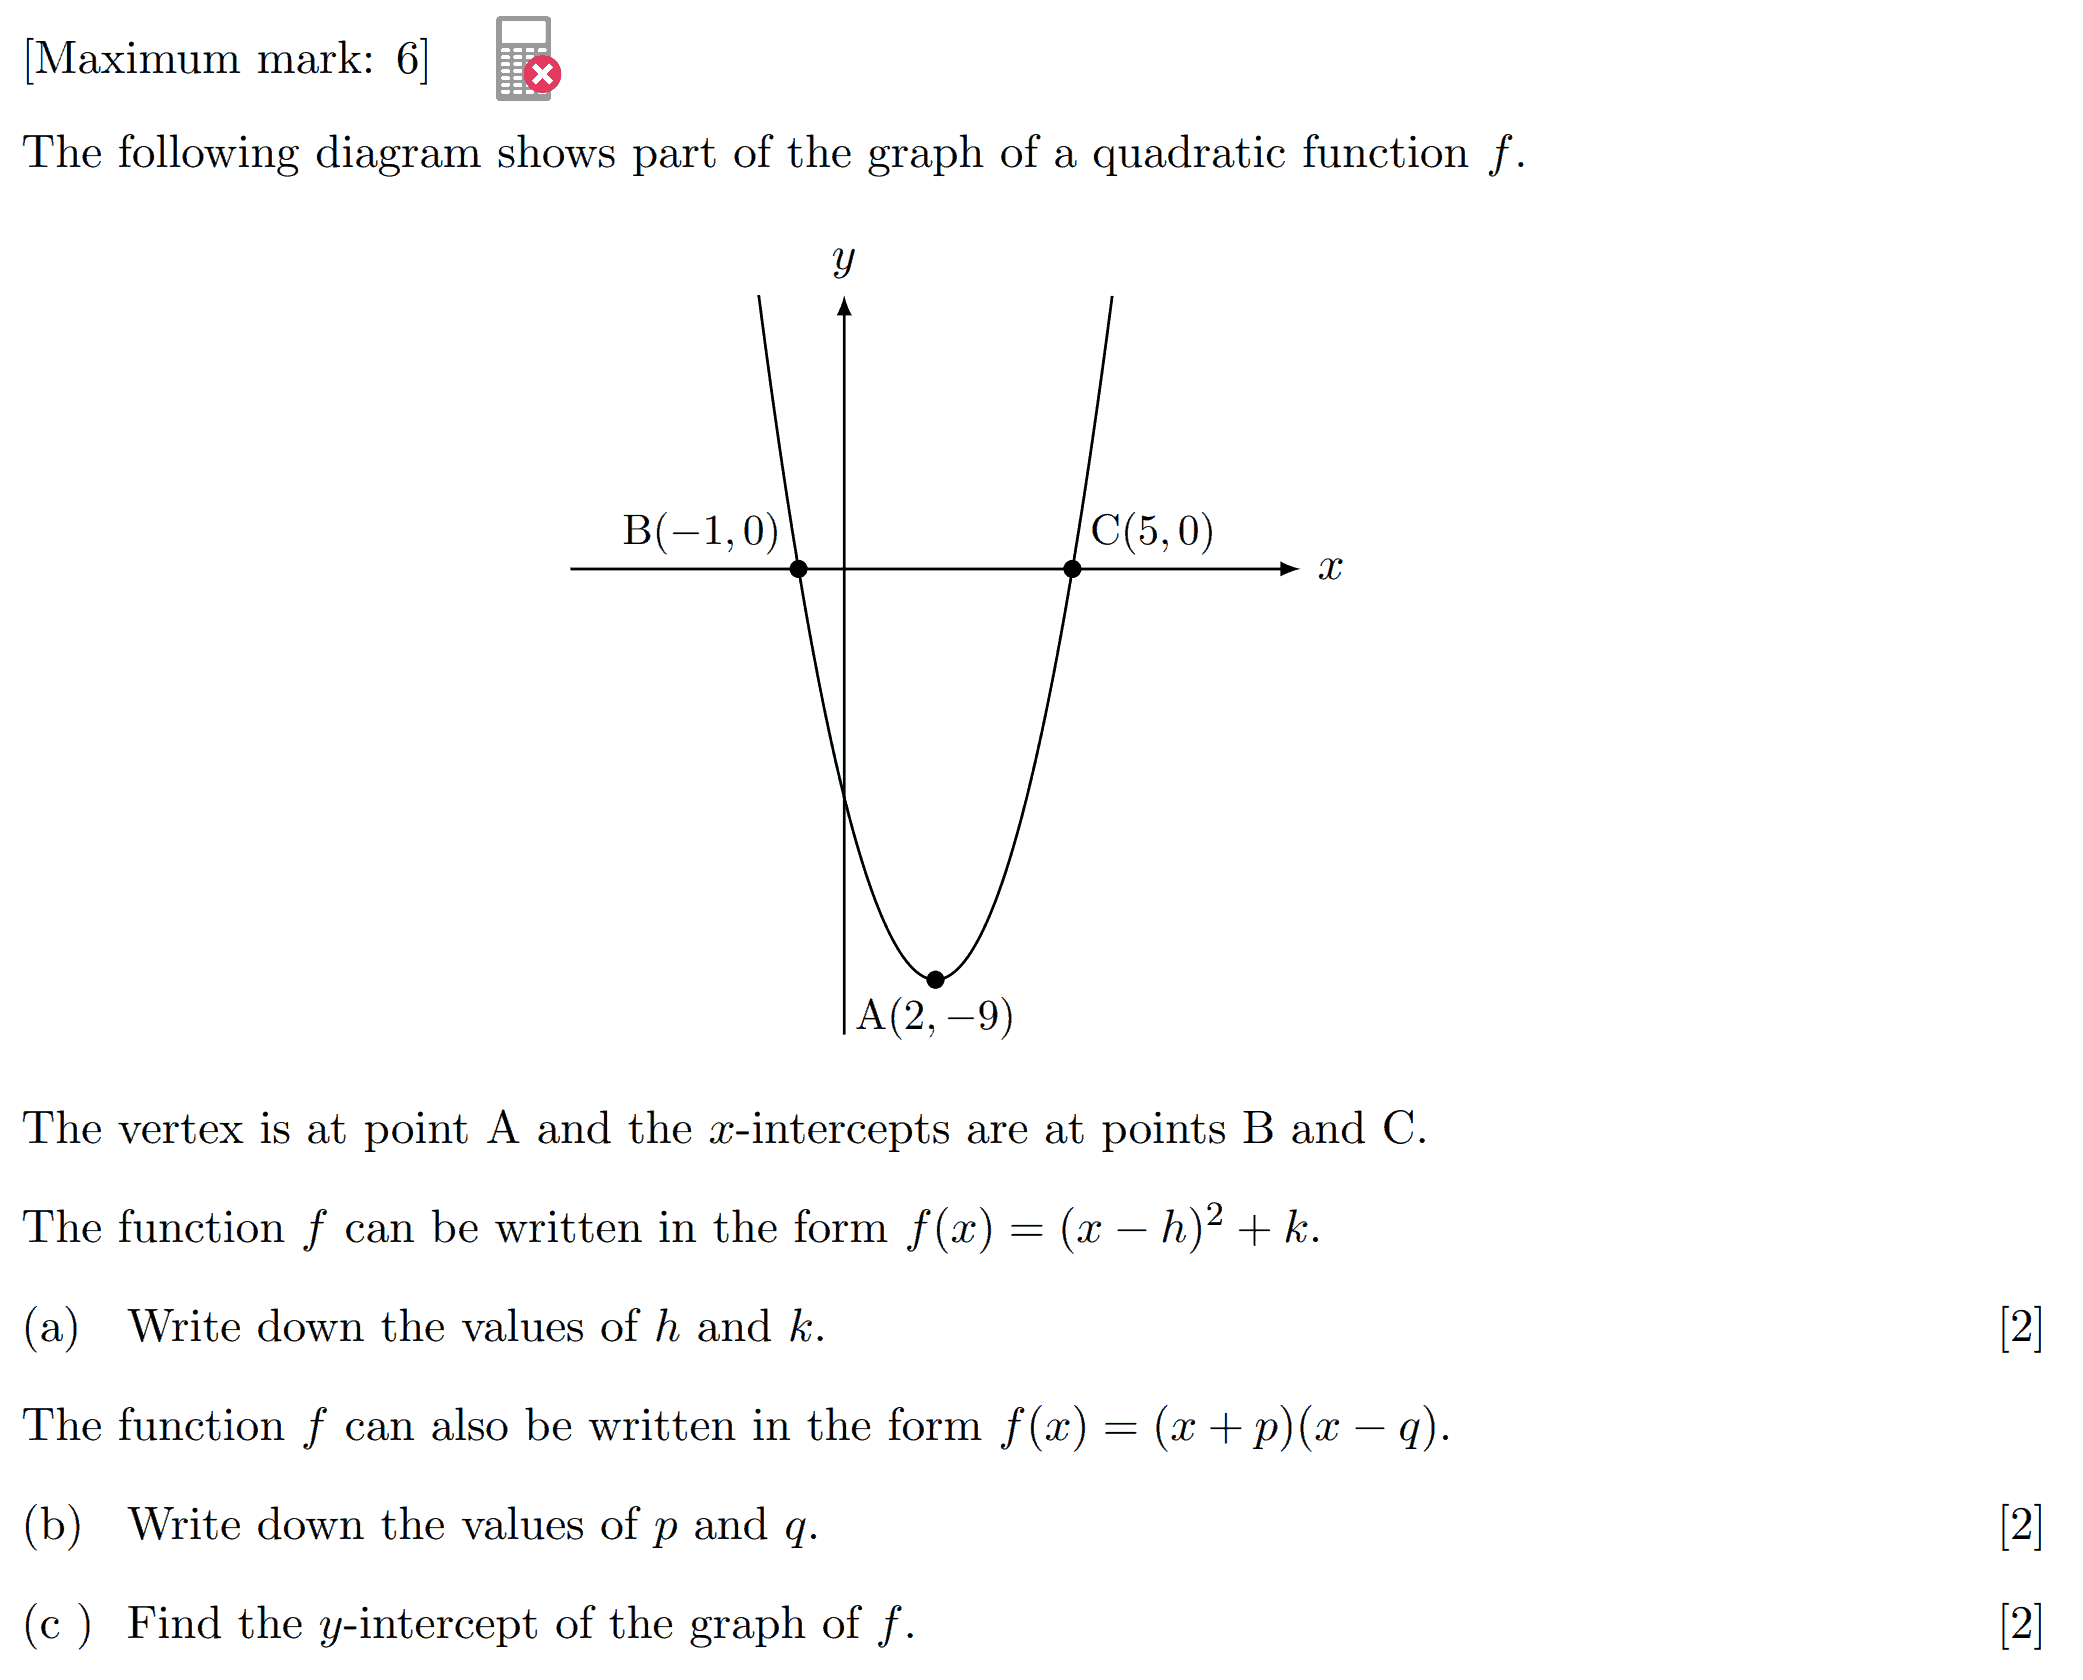 [Maximum mark: 6]
The following diagram shows part of the graph of a quadratic function f.
y
B(−1, 0)
C(5, 0)
x
A(2, −9)
The vertex is at point A and the x-intercepts are at points B and C.
The function f can be written in the form f(x) = (x − h)² + k.
(a) Write down the values of h and k. [2]
The function f can also be written in the form f(x) = (x + p)(x − q).
(b) Write down the values of p and q. [2]
(c ) Find the y-intercept of the graph of f. [2]